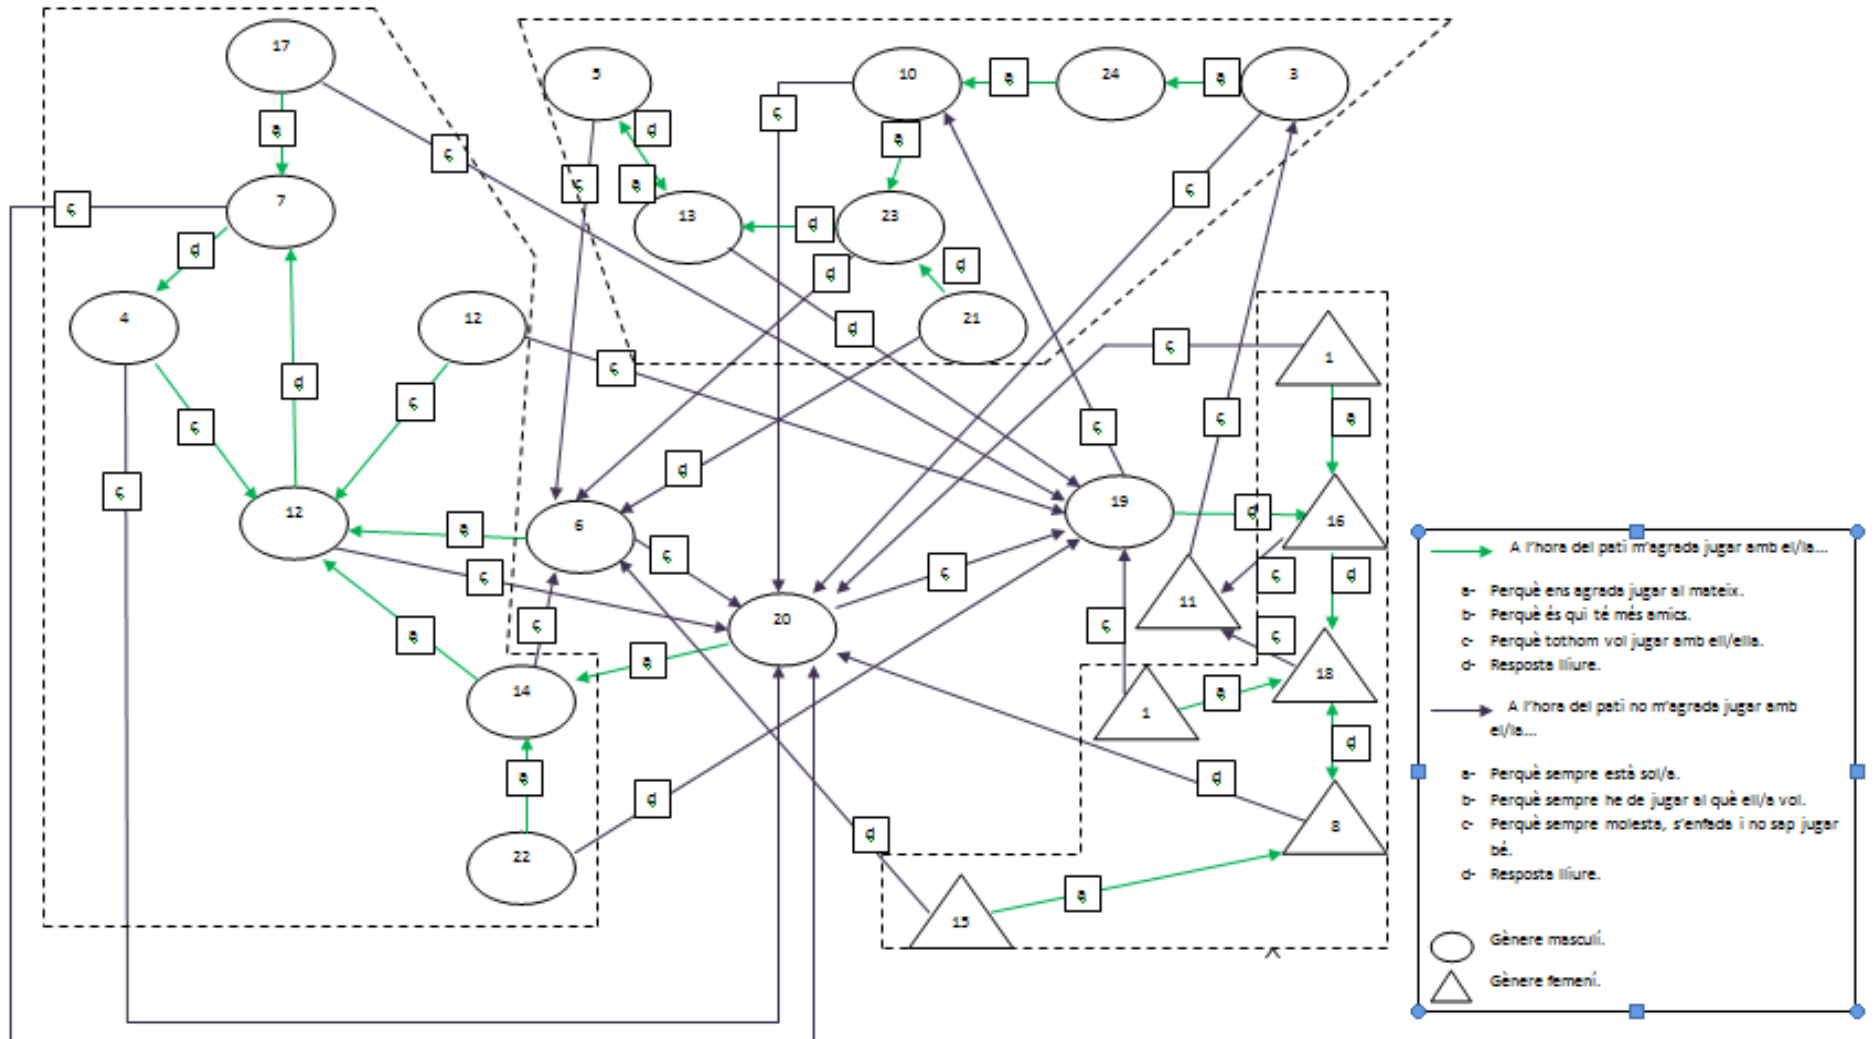 17
5
10
a
24
a
3
ç
a
d
a
ç
ç
a
ç
7
ç
13
d
23
d
d
d
4
12
d
21
ç
1
ç
d
ç
ç
ç
ç
a
12
a
6
d
19
d
16
ç
ç
ç
11
ç
d
ç
20
a
ç
a
ç
18
14
1
a
d
a
d
d
8
22
d
15
a
A l'hora del pati m'agrada jugar amb el/la...
a- Perquè ens agrada jugar al mateix.
b- Perquè és qui té més amics.
c- Perquè tothom vol jugar amb ell/ella.
d- Resposta lliure.
A l'hora del pati no m'agrada jugar amb
el/la...
a- Perquè sempre està sol/a.
b- Perquè sempre he de jugar al què ell/a vol.
c- Perquè sempre molesta, s'enfada i no sap jugar
bé.
d- Resposta lliure.
Gènere masculí.
Gènere femení.